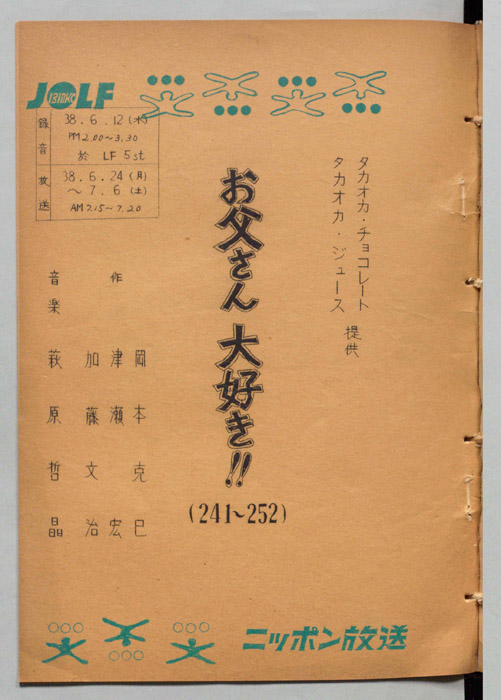 JOLF
1310KC
録音
38.6.12(水)
PM2.00〜3.30
於 LF 5st
放送
38.6.24(月)
〜7.6(土)
AM7.15〜7.20
タカオカ・チョコレート
タカオカ・ジュース
提供
お父さん 大好き!!
(241〜252)
作
岡本克巳
津瀬宏
加藤文治
音楽
萩原哲晶
ニッポン放送